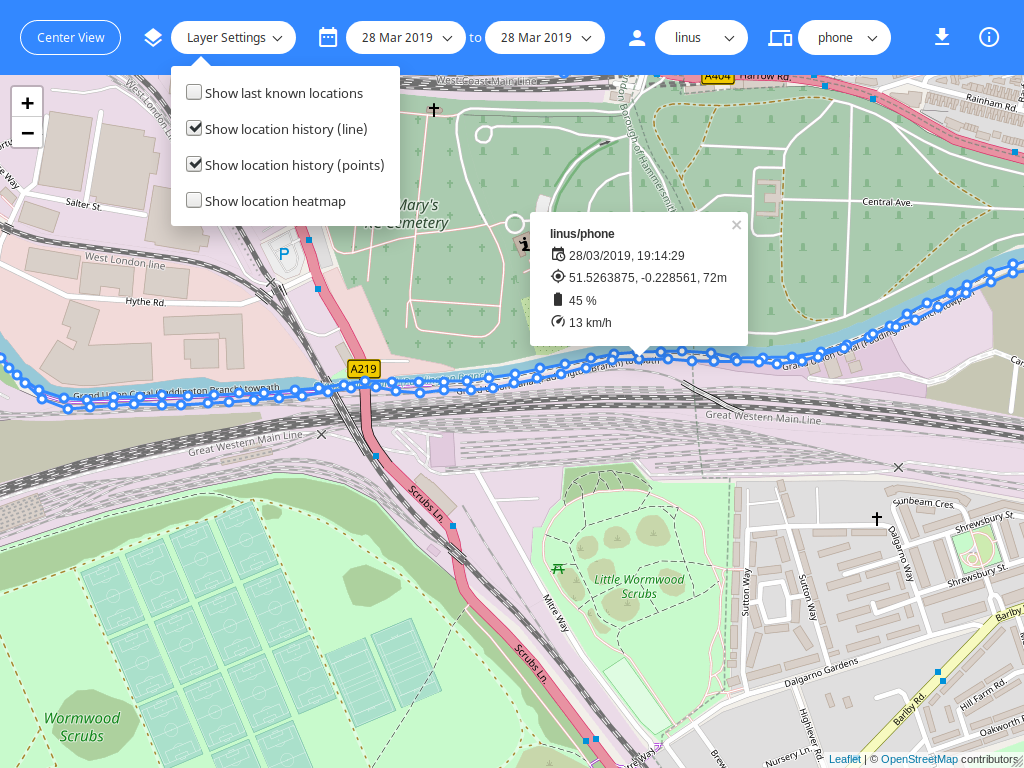 Center View
Layer Settings
28 Mar 2019
to
28 Mar 2019
linus
phone
Show last known locations
Show location history (line)
Show location history (points)
Show location heatmap
+
−
West Coast Main Line
A404
Harrow Rd.
Rainham Rd.
West London
Salter St.
Borough of Hammersmith
Central Ave.
Mary's
Cemetery
P
West London line
Hythe Rd.
linus/phone
×
28/03/2019, 19:14:29
51.5263875, -0.228561, 72m
45 %
13 km/h
A219
Grand Union Canal (Paddington Branch) towpath
Great Western Main Line
Great Western Main Line
Scrubs Ln.
Sunbeam Cres.
Shrewsbury St.
Dalgarno Way
Shrewsbury St.
Little Wormwood
Scrubs
Mitre Way
Sutton Way
Sutton Way
Barlby
Scrubs Ln.
Dalgarno Gardens
Barlby Rd.
Hill Farm Rd.
Oakworth
Wormwood
Scrubs
Highlever Rd.
Nursery Ln.
Leaflet | © OpenStreetMap contributors